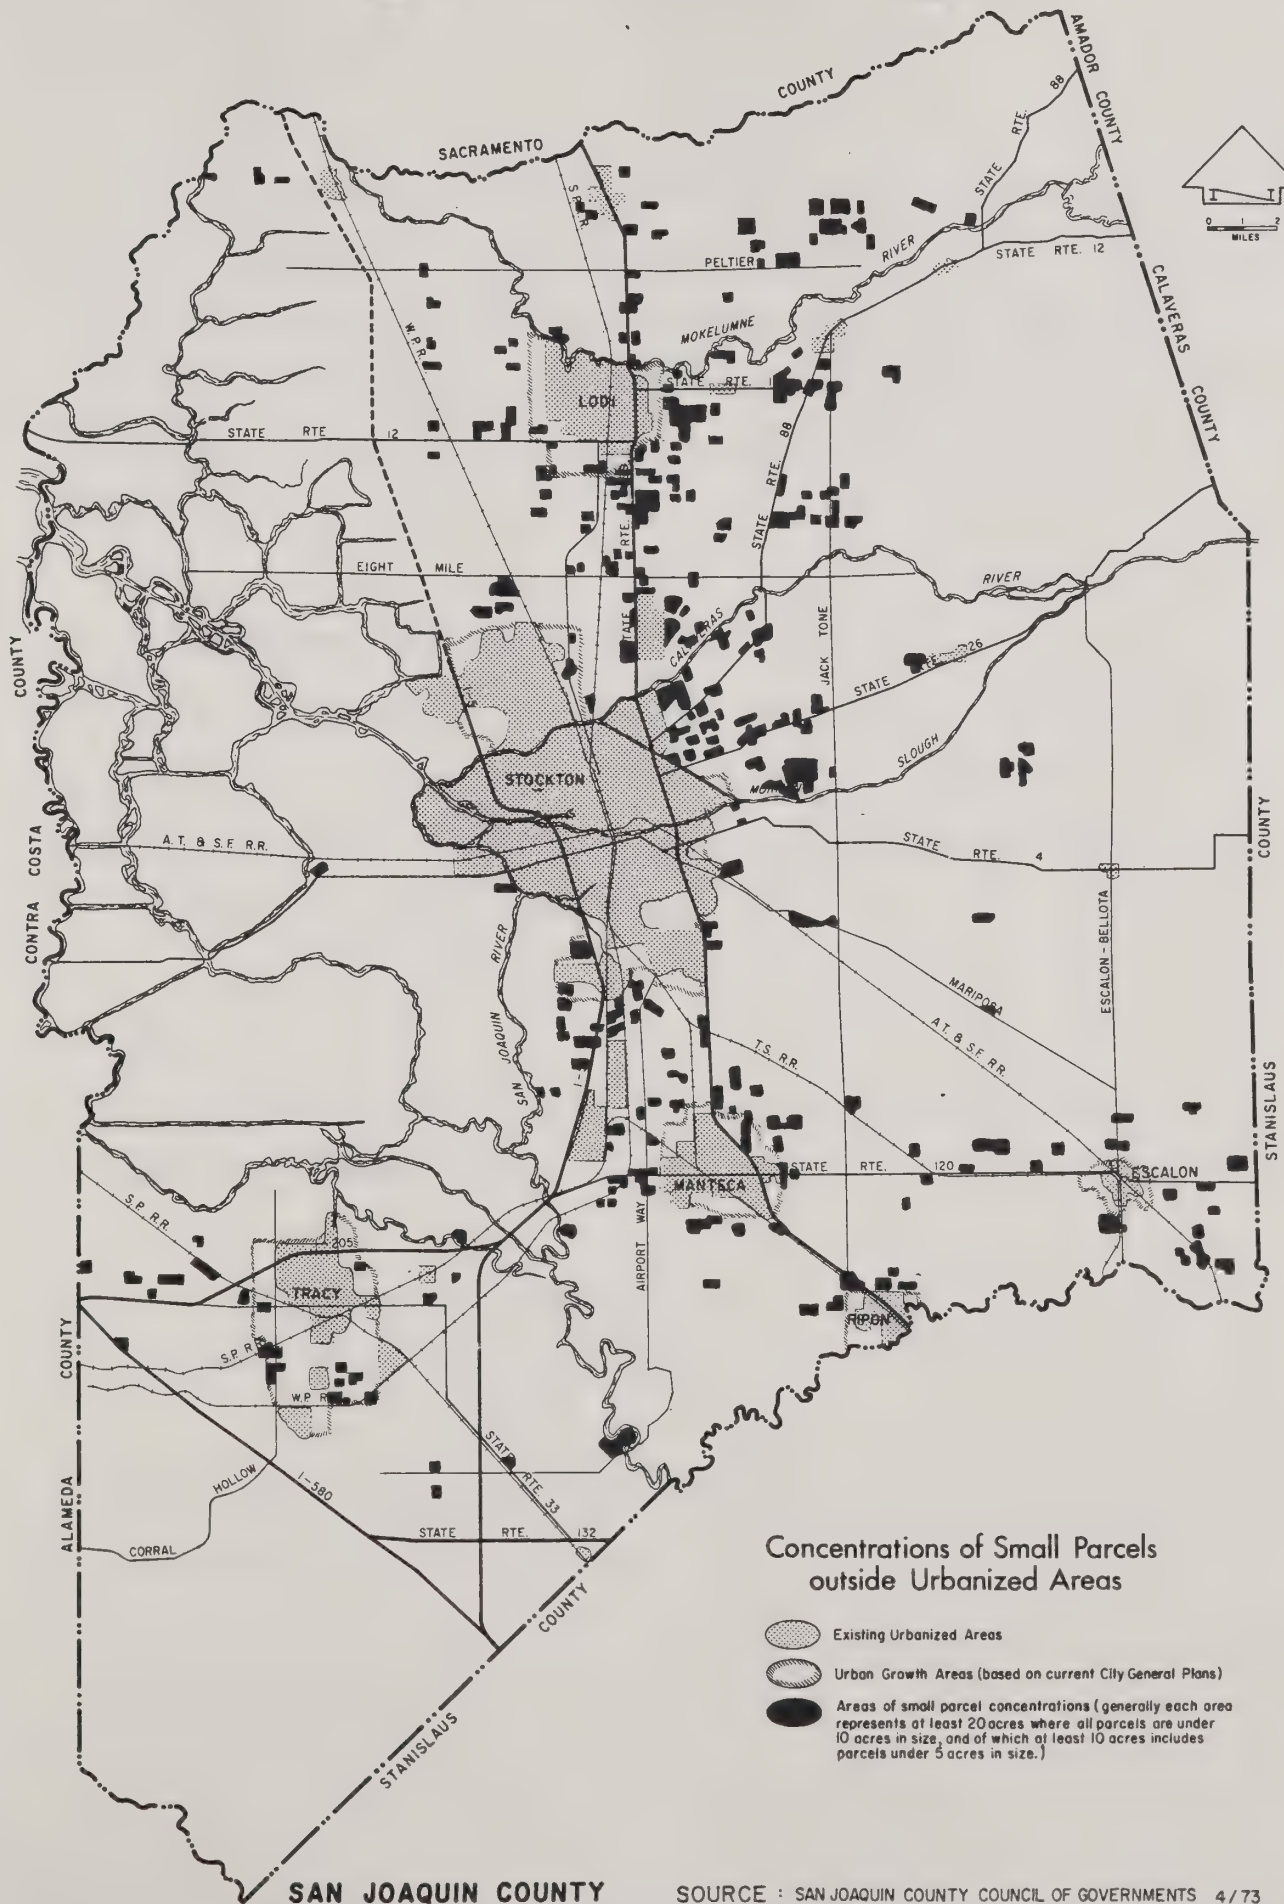 AMADOR COUNTY
COUNTY
SACRAMENTO
STATE RTE. 88
S.P.R.R.
0 1 2
MILES
PELTIER
RIVER
STATE RTE. 12
MOKELUMNE
CALAVERAS COUNTY
W.P.R.R.
LODI
STATE RTE. 1
STATE RTE 12
STATE RTE. 88
STATE RTE.
EIGHT MILE
RIVER
CALAVERAS
JACK TONE
COUNTY
STATE RTE. 26
SLOUGH
STOCKTON
CONTRA COSTA
A.T. & S.F. R.R.
STATE RTE. 4
COUNTY
ESCALON-BELLOTA
RIVER
MARIPOSA
SAN JOAQUIN
A.T. & S.F. R.R.
T.S. R.R.
STANISLAUS
MANTECA
STATE RTE. 120
ESCALON
S.P. R.R.
AIRPORT WAY
205
TRACY
RIPON
COUNTY
S.P. R
W.P. R
STATE RTE 33
HOLLOW
I-580
ALAMEDA
CORRAL
STATE RTE. 132
COUNTY
STANISLAUS
Concentrations of Small Parcels
outside Urbanized Areas
Existing Urbanized Areas
Urban Growth Areas (based on current City General Plans)
Areas of small parcel concentrations (generally each area
represents at least 20 acres where all parcels are under
10 acres in size, and of which at least 10 acres includes
parcels under 5 acres in size.)
SAN JOAQUIN COUNTY
SOURCE : SAN JOAQUIN COUNTY COUNCIL OF GOVERNMENTS 4/73